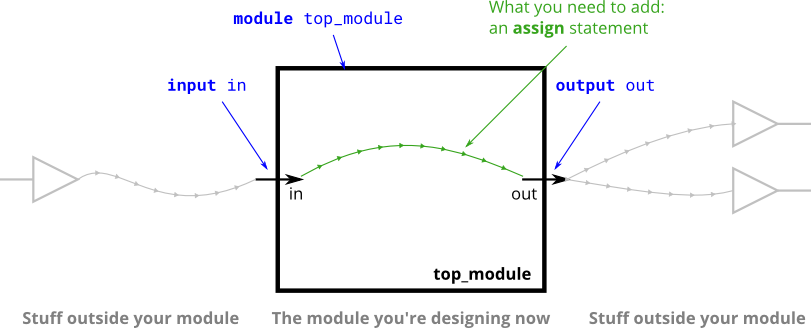 What you need to add:
an assign statement
module top_module
input in
output out
in
out
top_module
Stuff outside your module
The module you're designing now
Stuff outside your module